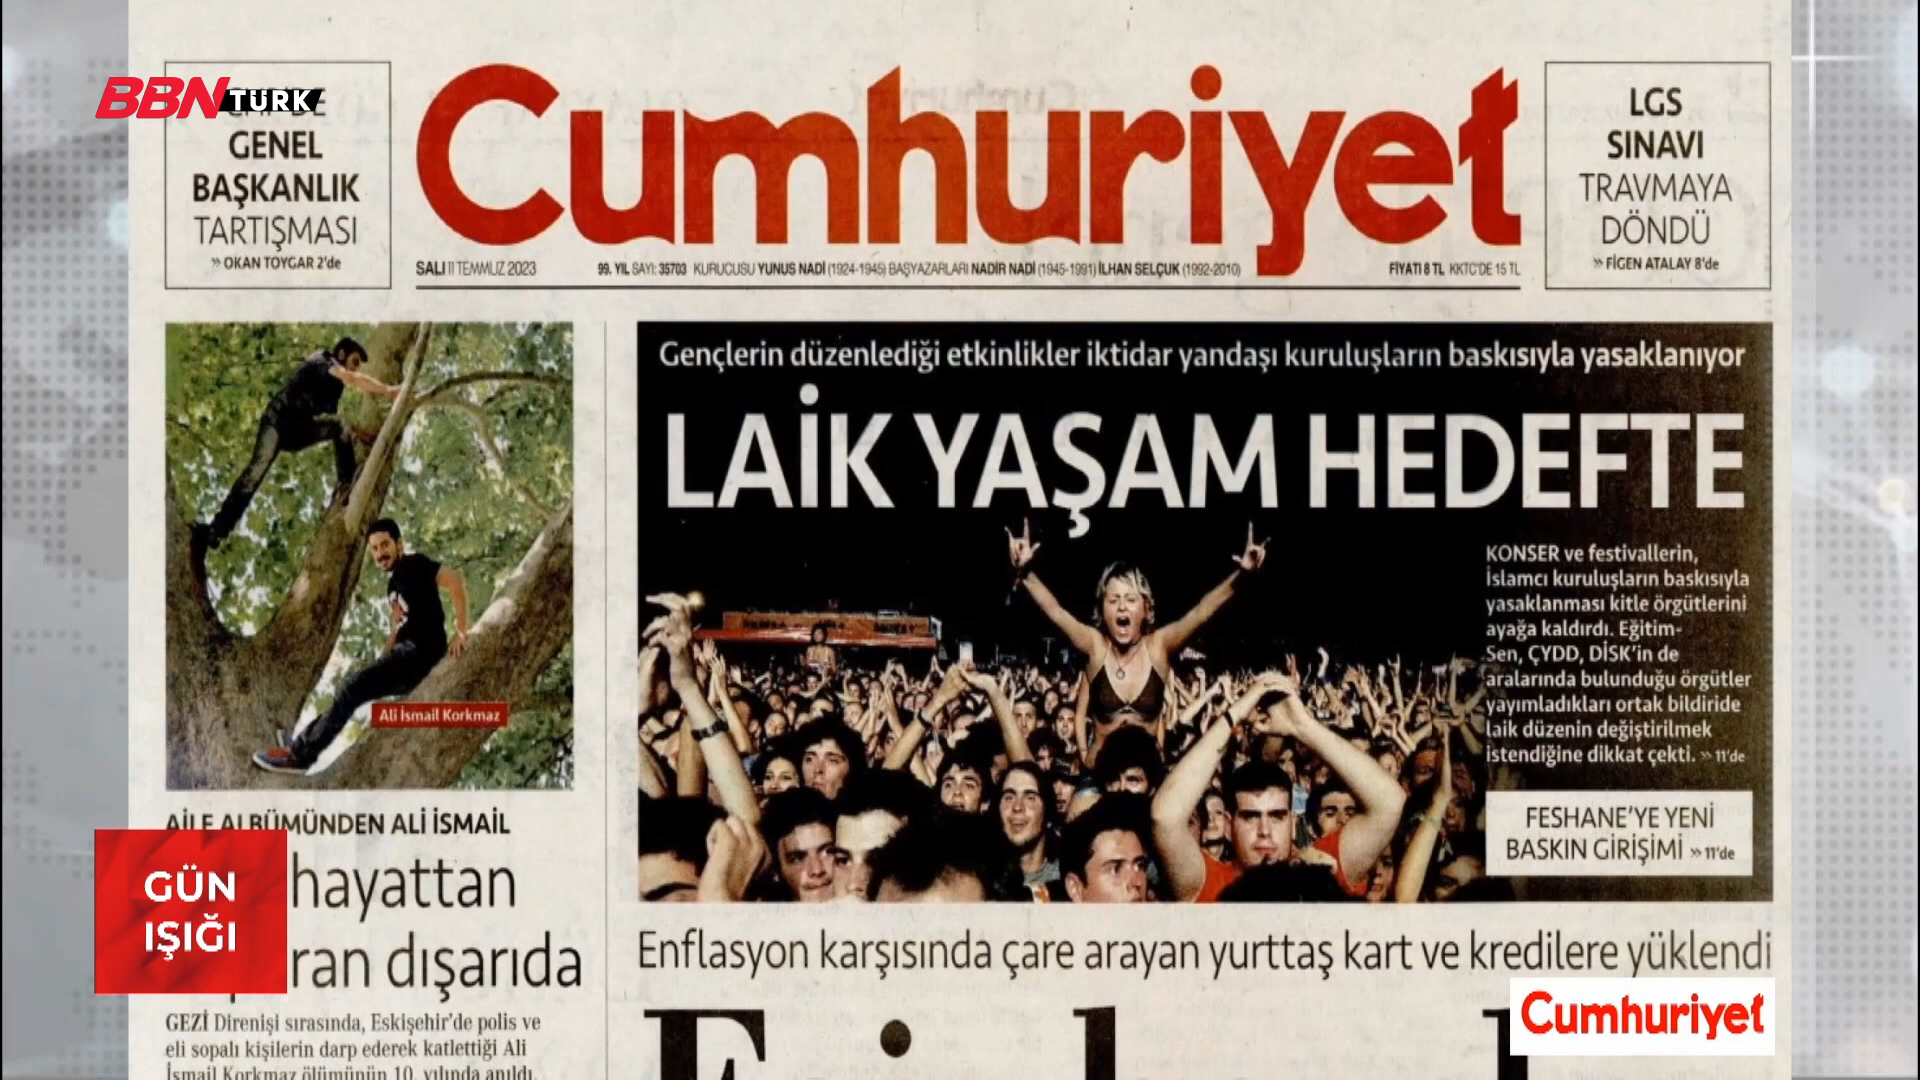 BBN TÜRK
GENEL
BAŞKANLIK
TARTIŞMASI
» OKAN TOYGAR 2'de
Cumhuriyet
SALI 11 TEMMUZ 2023
99. YIL SAYI: 35703 KURUCUSU YUNUS NADİ (1924-1945) BAŞYAZARLARI NADİR NADİ (1945-1991) İLHAN SELÇUK (1992-2010)
FİYATI 8 TL KKTC'DE 15 TL
LGS
SINAVI
TRAVMAYA
DÖNDÜ
» FİGEN ATALAY 8'de
Ali İsmail Korkmaz
AİLE ALBÜMÜNDEN ALİ İSMAİL
hayattan
ran dışarıda
GEZİ Direnişi sırasında, Eskişehir'de polis ve
eli sopalı kişilerin darp ederek katlettiği Ali
İsmail Korkmaz ölümünün 10. yılında anıldı.
Gençlerin düzenlediği etkinlikler iktidar yandaşı kuruluşların baskısıyla yasaklanıyor
LAİK YAŞAM HEDEFTE
KONSER ve festivallerin,
İslamcı kuruluşların baskısıyla
yasaklanması kitle örgütlerini
ayağa kaldırdı. Eğitim-
Sen, ÇYDD, DİSK'in de
aralarında bulunduğu örgütler
yayımladıkları ortak bildiride
laik düzenin değiştirilmek
istendiğine dikkat çekti. » 11'de
FESHANE'YE YENİ
BASKIN GİRİŞİMİ » 11'de
Enflasyon karşısında çare arayan yurttaş kart ve kredilere yüklendi
GÜN
IŞIĞI
Cumhuriyet